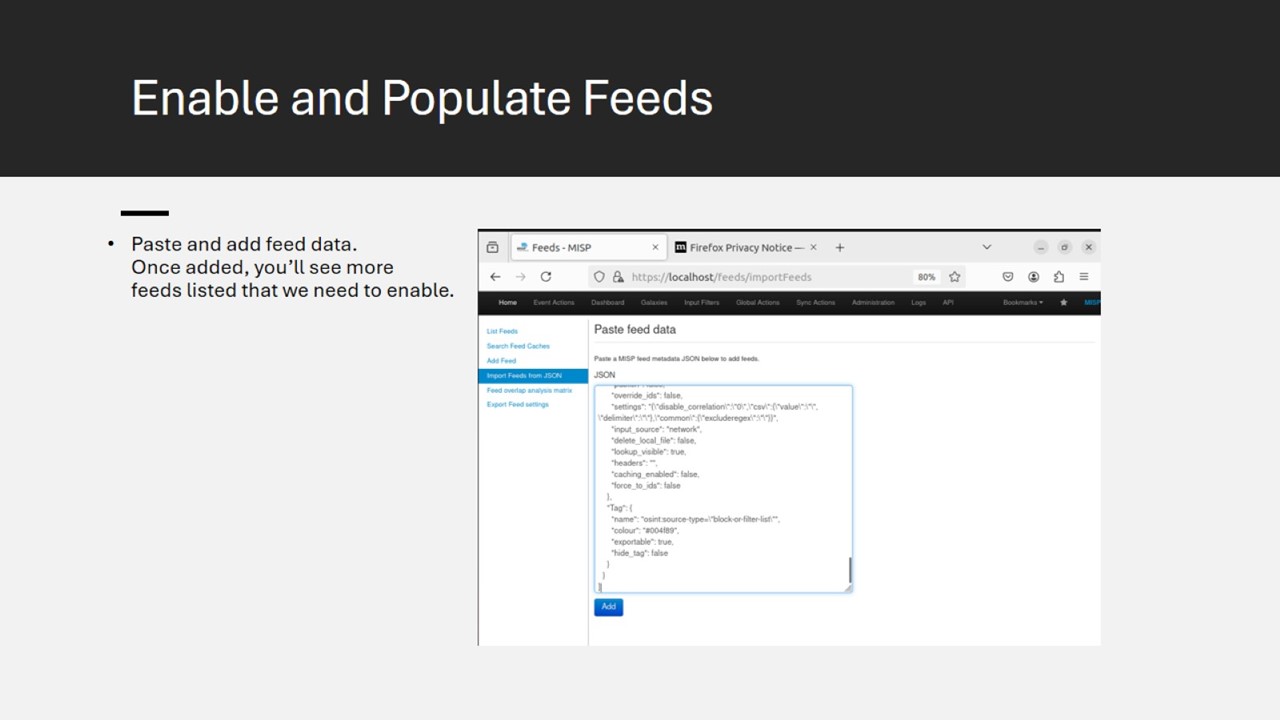 Enable and Populate Feeds
• Paste and add feed data.
Once added, you’ll see more
feeds listed that we need to enable.
Feeds - MISP
Firefox Privacy Notice —
https://localhost/feeds/importFeeds
80%
Home Event Actions Dashboard Galaxies Input Filters Global Actions Sync Actions Administration Logs API Bookmarks MISP
List Feeds
Search Feed Caches
Add Feed
Import Feeds from JSON
Feed overlap analysis matrix
Export Feed settings
Paste feed data
Paste a MISP feed metadata JSON below to add feeds.
JSON
"override_ids": false,
"settings": "{\"disable_correlation\":\"0\",\"csv\":{\"value\":\"\",
\"delimiter\":\"\"},\"common\":{\"excluderegex\":\"\"}}",
"input_source": "network",
"delete_local_file": false,
"lookup_visible": true,
"headers": "",
"caching_enabled": false,
"force_to_ids": false
},
"Tag": {
"name": "osint:source-type=\"block-or-filter-list\"",
"colour": "#004f89",
"exportable": true,
"hide_tag": false
}
}
]
Add